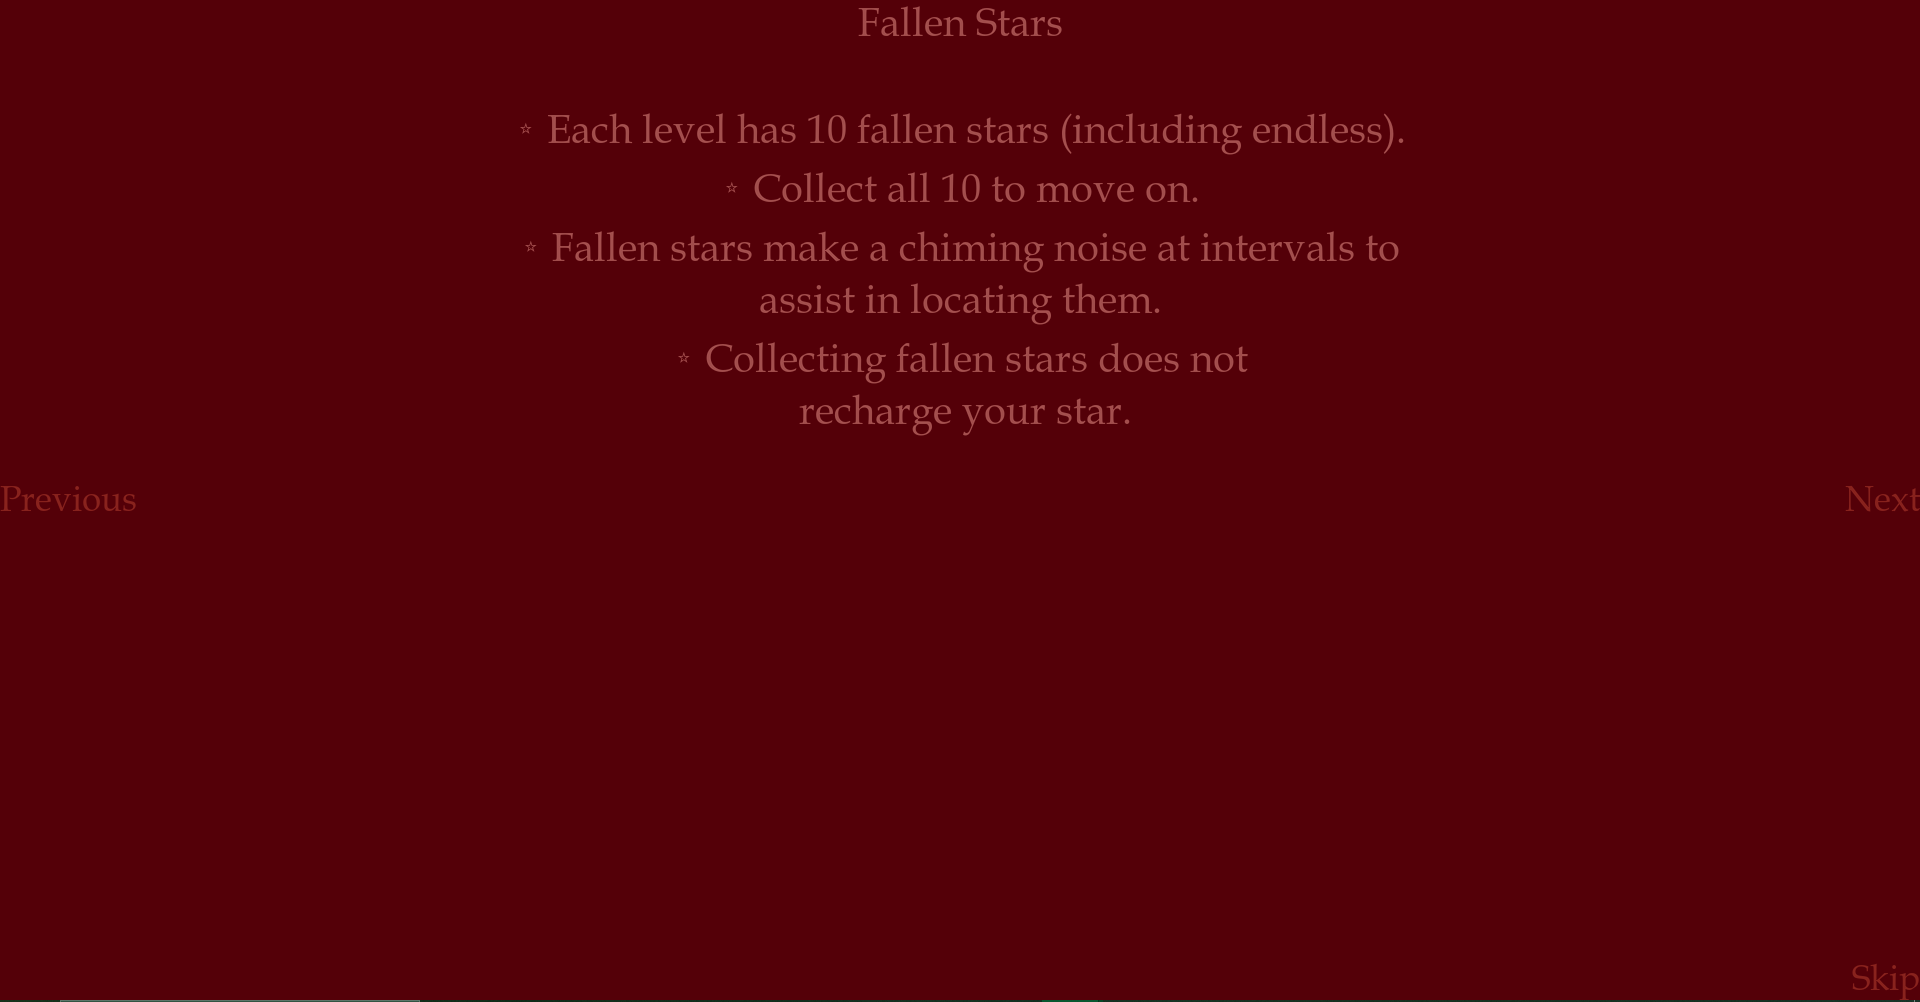 Fallen Stars
⭐ Each level has 10 fallen stars (including endless).
⭐ Collect all 10 to move on.
⭐ Fallen stars make a chiming noise at intervals to
assist in locating them.
⭐ Collecting fallen stars does not
recharge your star.
Previous
Next
Skip